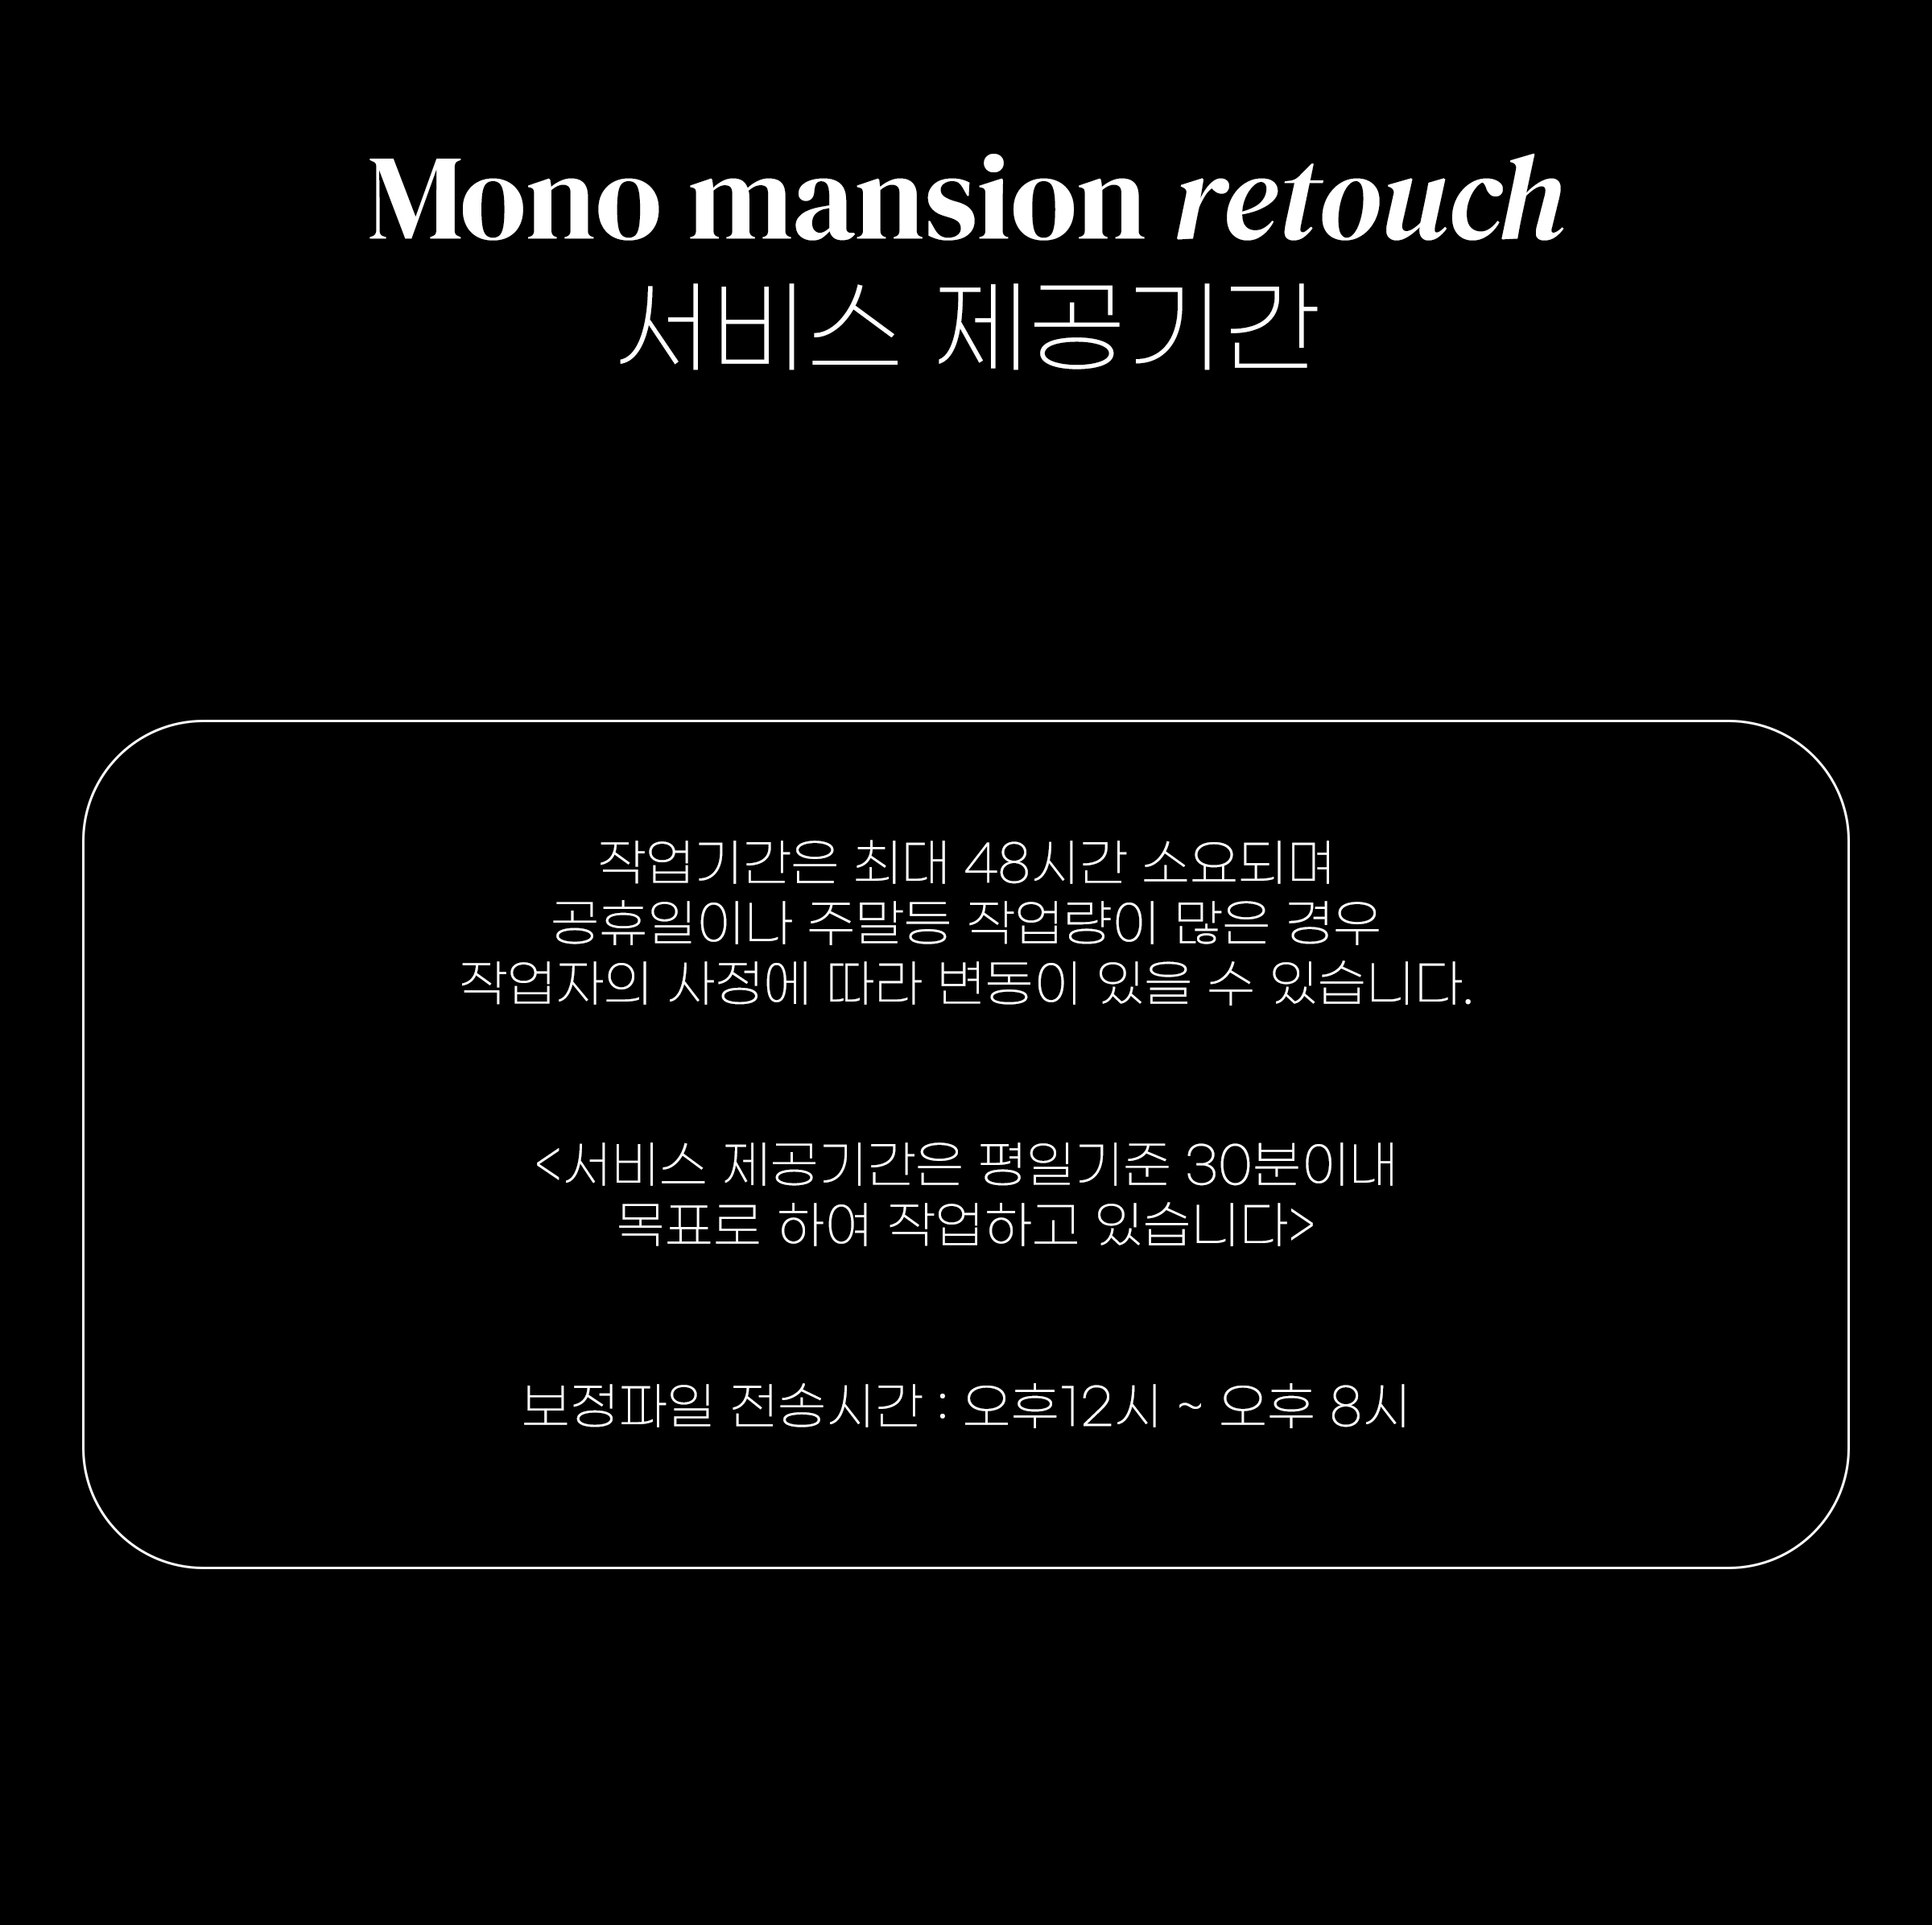 Mono mansion retouch
서비스 제공기간
작업기간은 최대 48시간 소요되며
공휴일이나 주말등 작업량이 많은 경우
작업자의 사정에 따라 변동이 있을 수 있습니다.
<서비스 제공기간은 평일기준 30분이내
목표로 하여 작업하고 있습니다>
보정파일 전송시간 : 오후12시 ~ 오후 8시